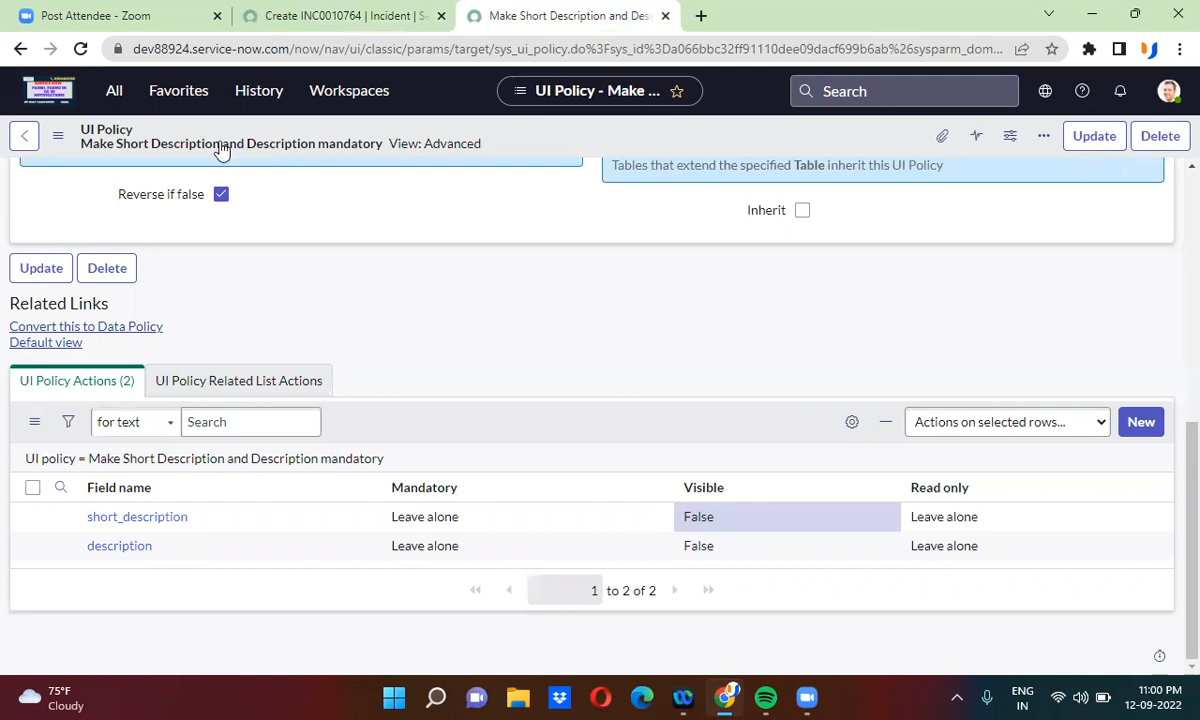 Post Attendee - Zoom
Create INC0010764 | Incident | Se
Make Short Description and Desc
dev88924.service-now.com/now/nav/ui/classic/params/target/sys_ui_policy.do%3Fsys_id%3Da066bbc32ff91110dee09dacf699b6ab%26sysparm_dom...
All
Favorites
History
Workspaces
UI Policy - Make ...
Search
UI Policy
Make Short Description and Description mandatory View: Advanced
Update
Delete
Tables that extend the specified Table inherit this UI Policy
Reverse if false
Inherit
Update
Delete
Related Links
Convert this to Data Policy
Default view
UI Policy Actions (2)
UI Policy Related List Actions
for text
Search
Actions on selected rows...
New
UI policy = Make Short Description and Description mandatory
Field name
Mandatory
Visible
Read only
short_description
Leave alone
False
Leave alone
description
Leave alone
False
Leave alone
1 to 2 of 2
75°F
Cloudy
ENG
IN
11:00 PM
12-09-2022